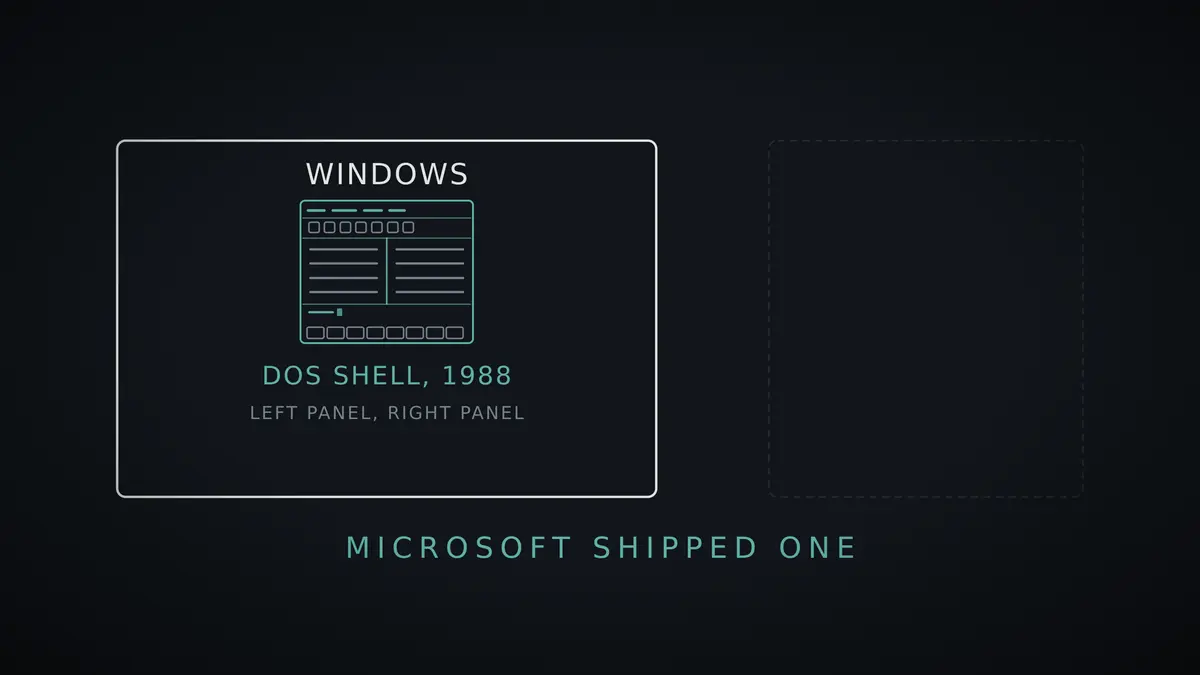 WINDOWS
DOS SHELL, 1988
LEFT PANEL, RIGHT PANEL
MICROSOFT SHIPPED ONE